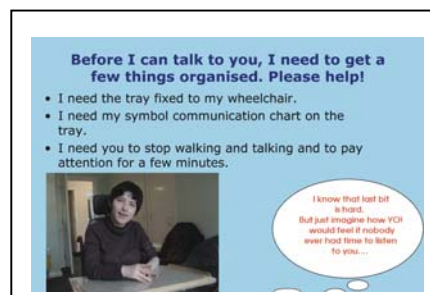 Before I can talk to you, I need to get a
few things organised. Please help!
• I need the tray fixed to my wheelchair.
• I need my symbol communication chart on the
tray.
• I need you to stop walking and talking and to pay
attention for a few minutes.
I know that last bit
is hard.
But just imagine how YOU
would feel if nobody
ever had time to listen
to you....